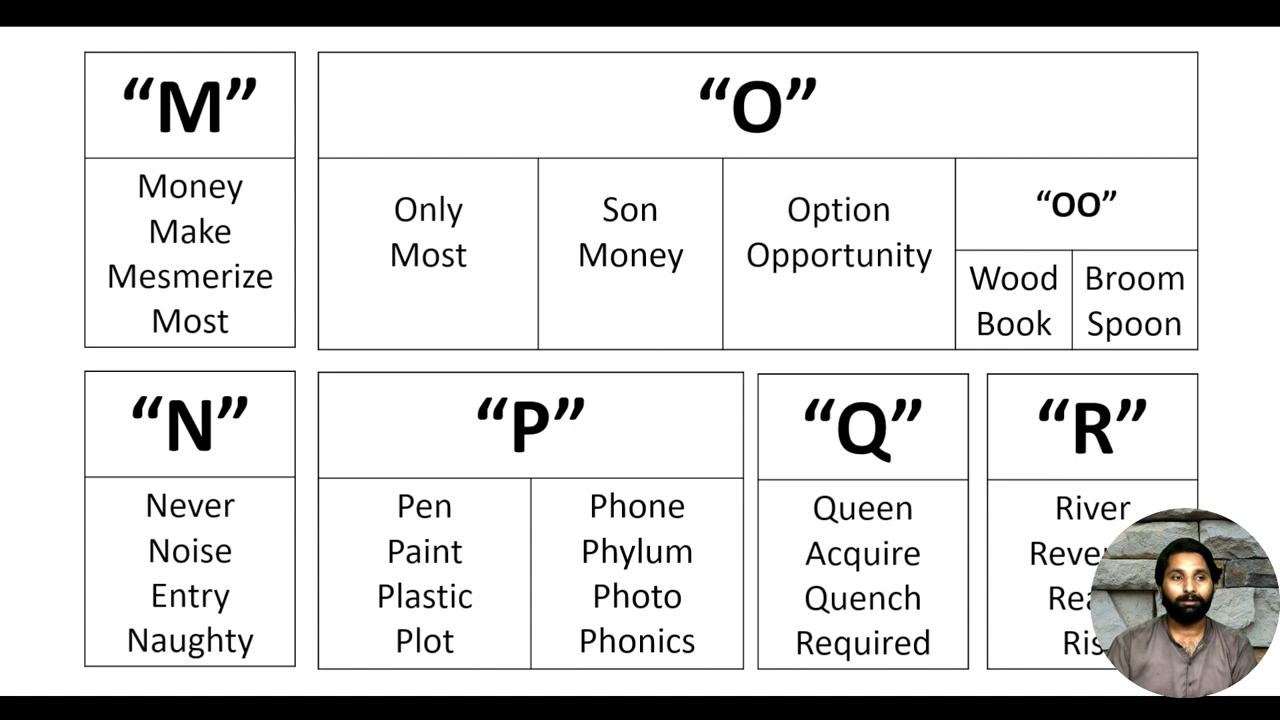 “M”
Money
Make
Mesmerize
Most
“O”
Only
Most
Son
Money
Option
Opportunity
“OO”
Wood
Book
Broom
Spoon
“N”
Never
Noise
Entry
Naughty
“P”
Pen
Paint
Plastic
Plot
Phone
Phylum
Photo
Phonics
“Q”
Queen
Acquire
Quench
Required
“R”
River